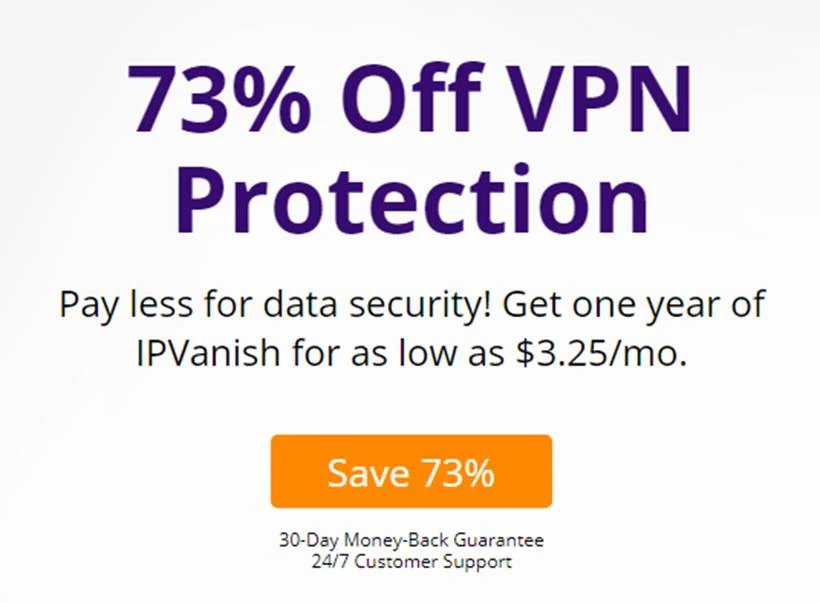 73% Off VPN
Protection
Pay less for data security! Get one year of
IPVanish for as low as $3.25/mo.
Save 73%
30-Day Money-Back Guarantee
24/7 Customer Support